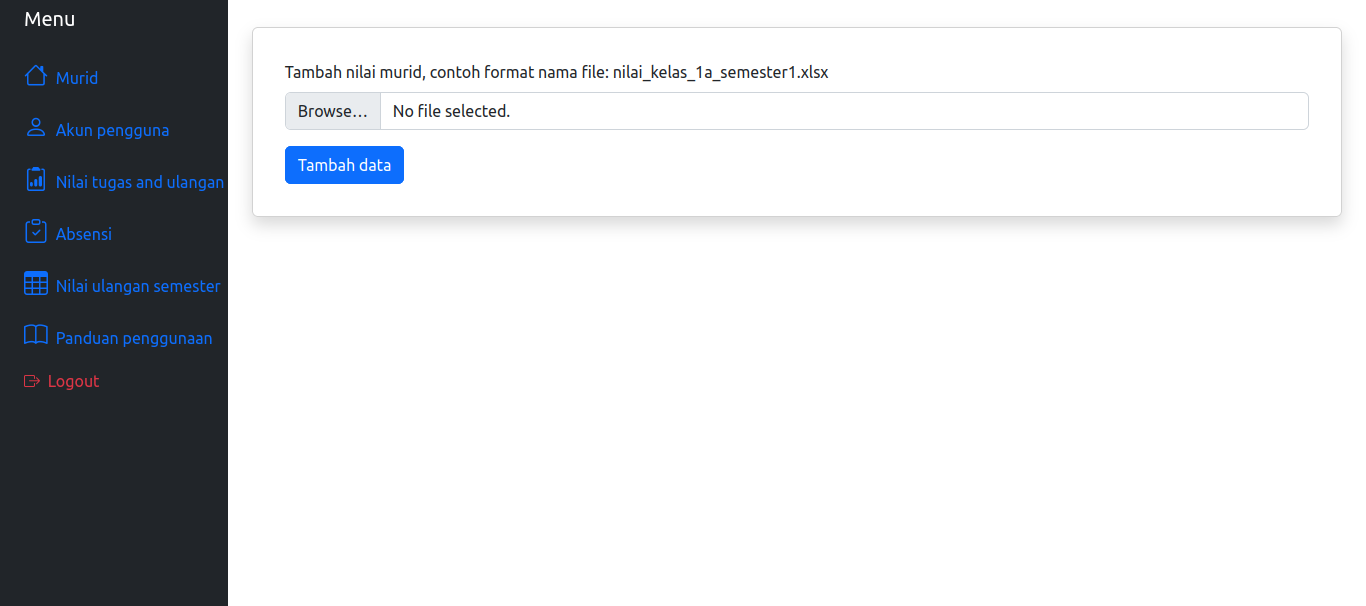 Menu
Murid
Akun pengguna
Nilai tugas and ulangan
Absensi
Nilai ulangan semester
Panduan penggunaan
Logout
Tambah nilai murid, contoh format nama file: nilai_kelas_1a_semester1.xlsx
Browse... No file selected.
Tambah data